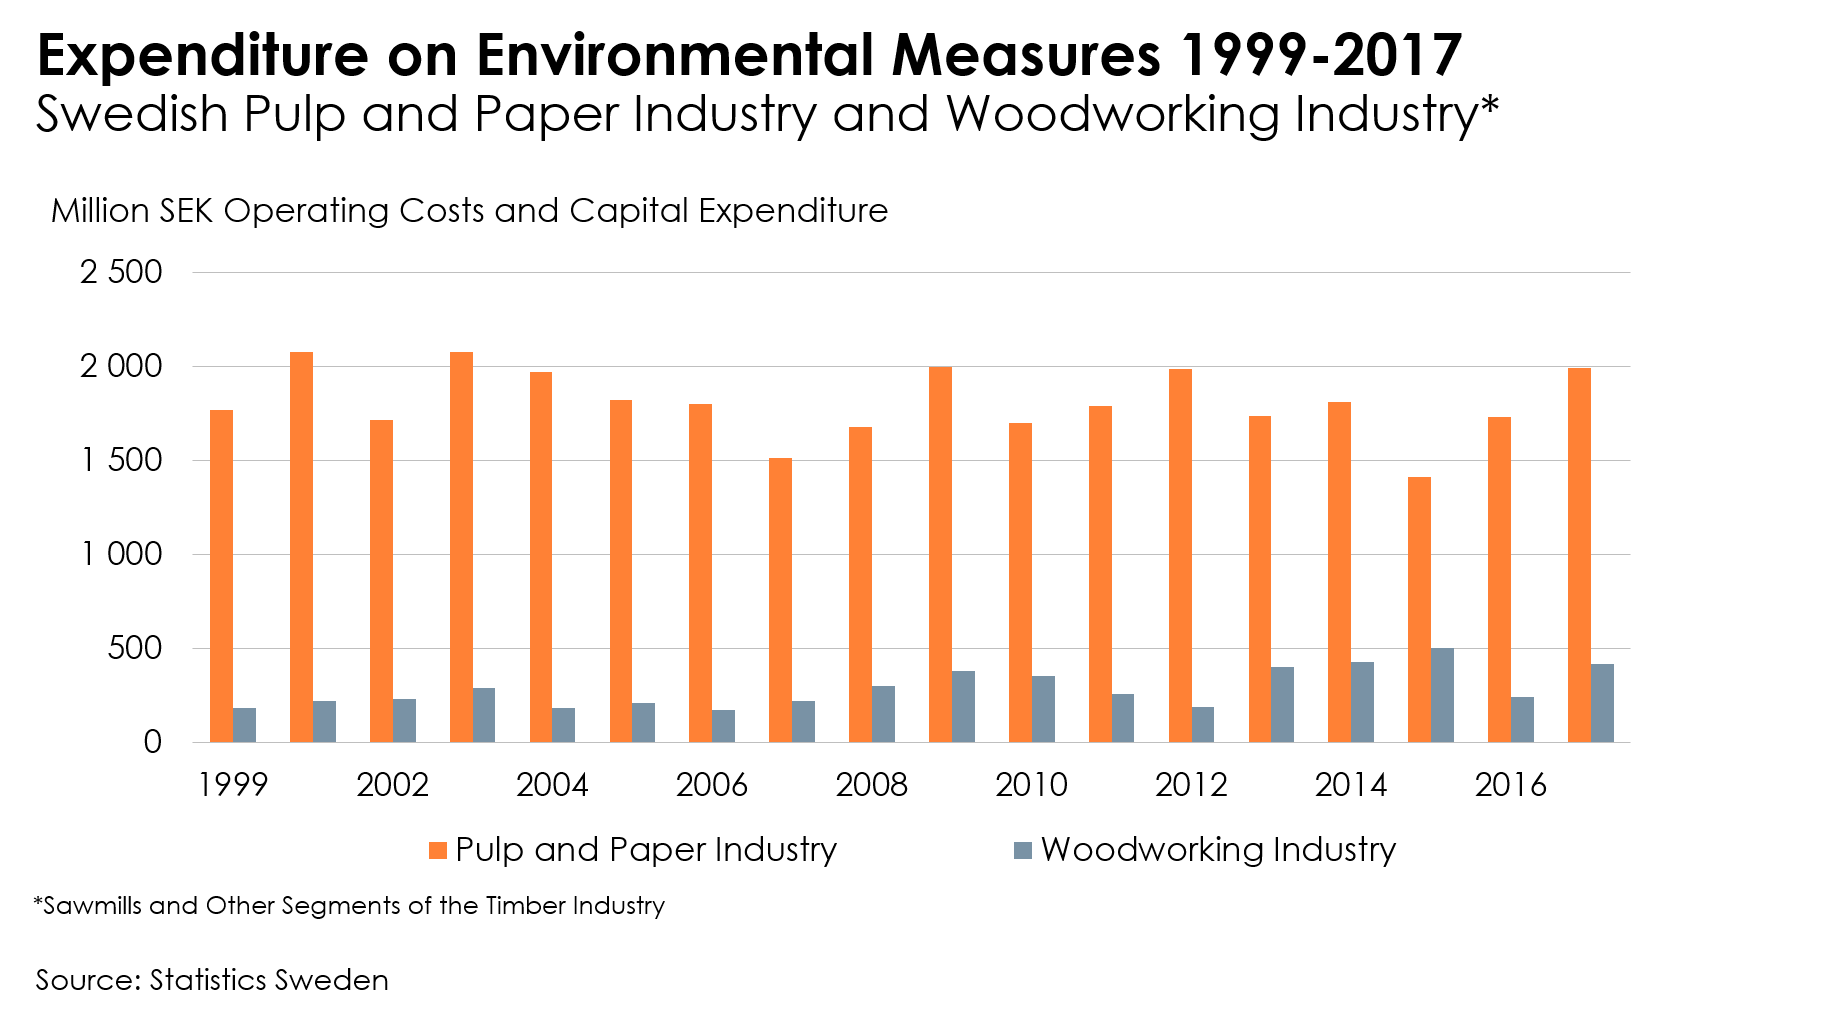 Expenditure on Environmental Measures 1999-2017
Swedish Pulp and Paper Industry and Woodworking Industry*
Million SEK Operating Costs and Capital Expenditure
2 500
2 000
1 500
1 000
500
0
1999 2002 2004 2006 2008 2010 2012 2014 2016
Pulp and Paper Industry Woodworking Industry
*Sawmills and Other Segments of the Timber Industry
Source: Statistics Sweden